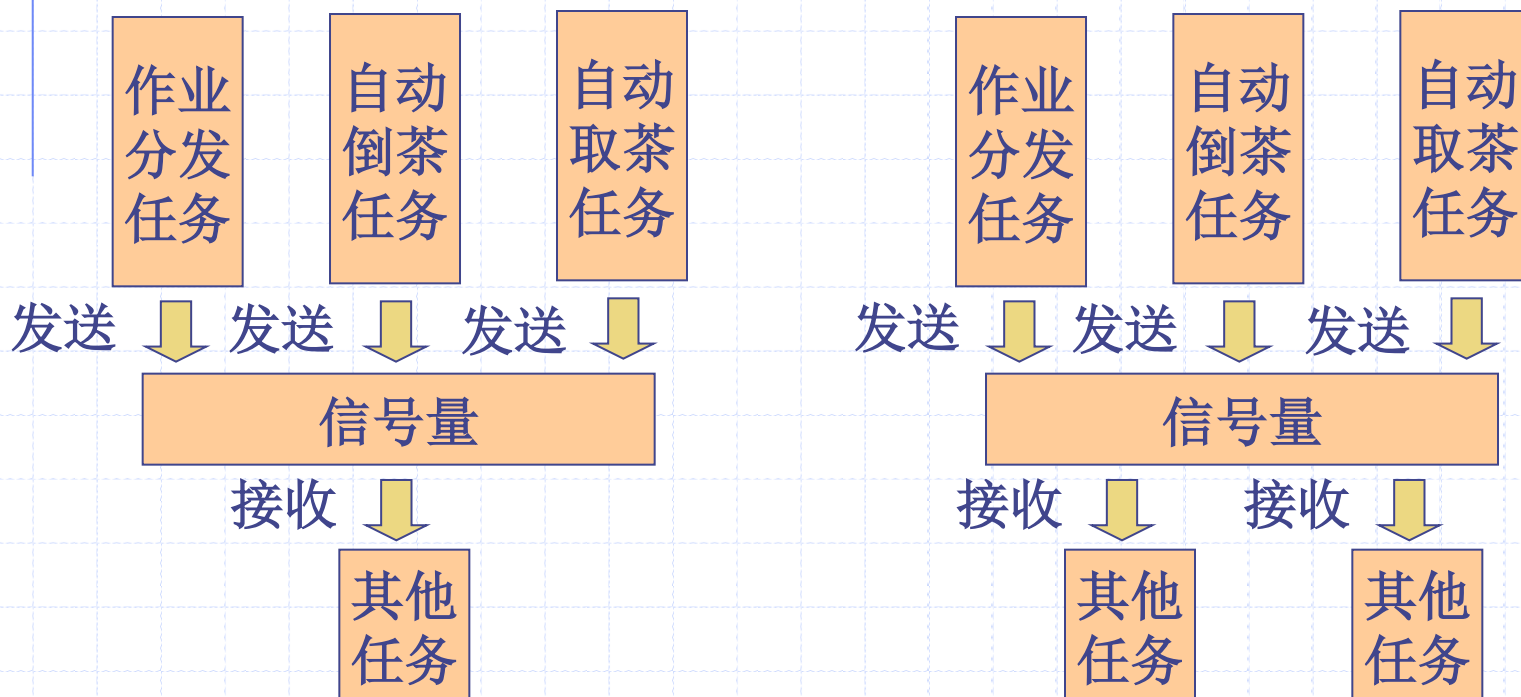 作业
分发
任务
自动
倒茶
任务
自动
取茶
任务
作业
分发
任务
自动
倒茶
任务
自动
取茶
任务
发送
发送
发送
发送
发送
发送
信号量
信号量
接收
接收
接收
其他
任务
其他
任务
其他
任务